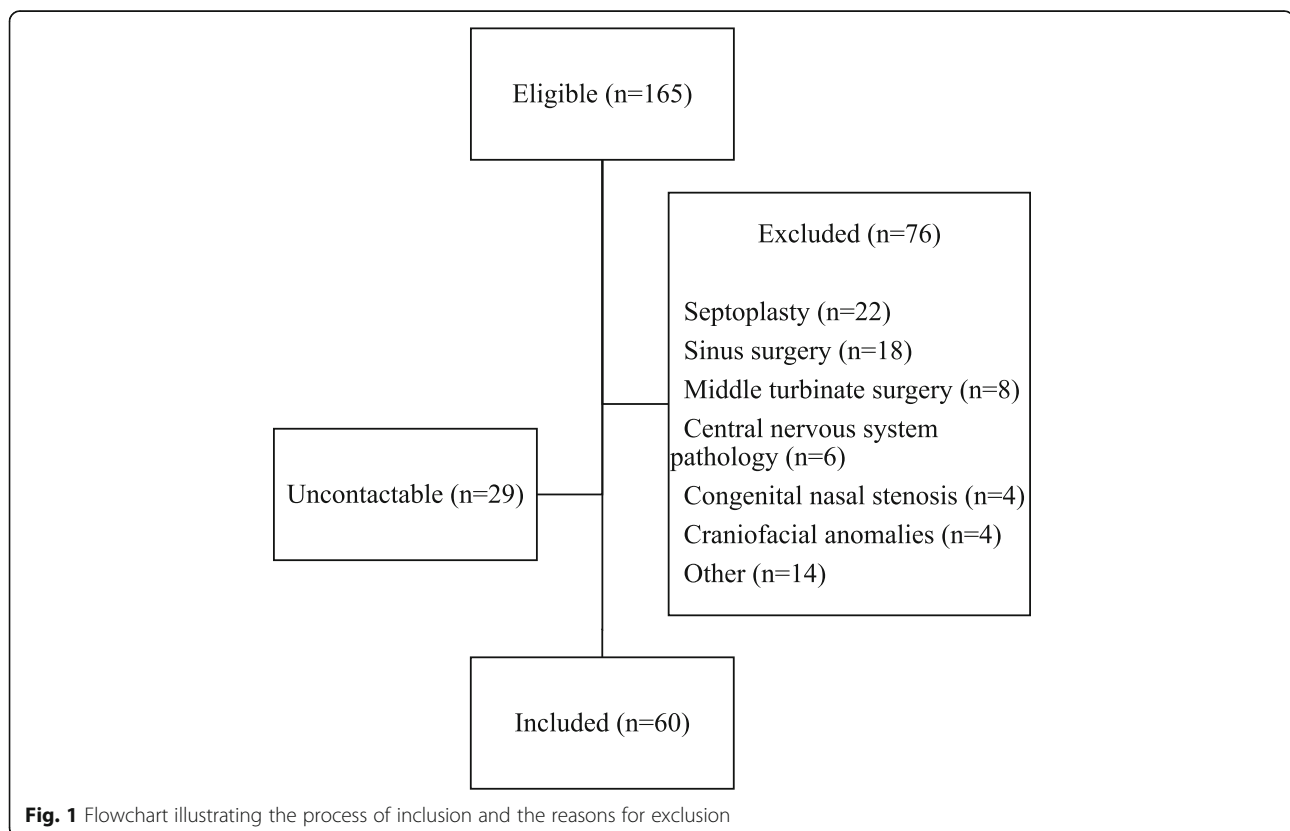 Eligible (n=165)
Excluded (n=76)
Septoplasty (n=22)
Sinus surgery (n=18)
Middle turbinate surgery (n=8)
Central nervous system
pathology (n=6)
Congenital nasal stenosis (n=4)
Craniofacial anomalies (n=4)
Other (n=14)
Uncontactable (n=29)
Included (n=60)
Fig. 1 Flowchart illustrating the process of inclusion and the reasons for exclusion